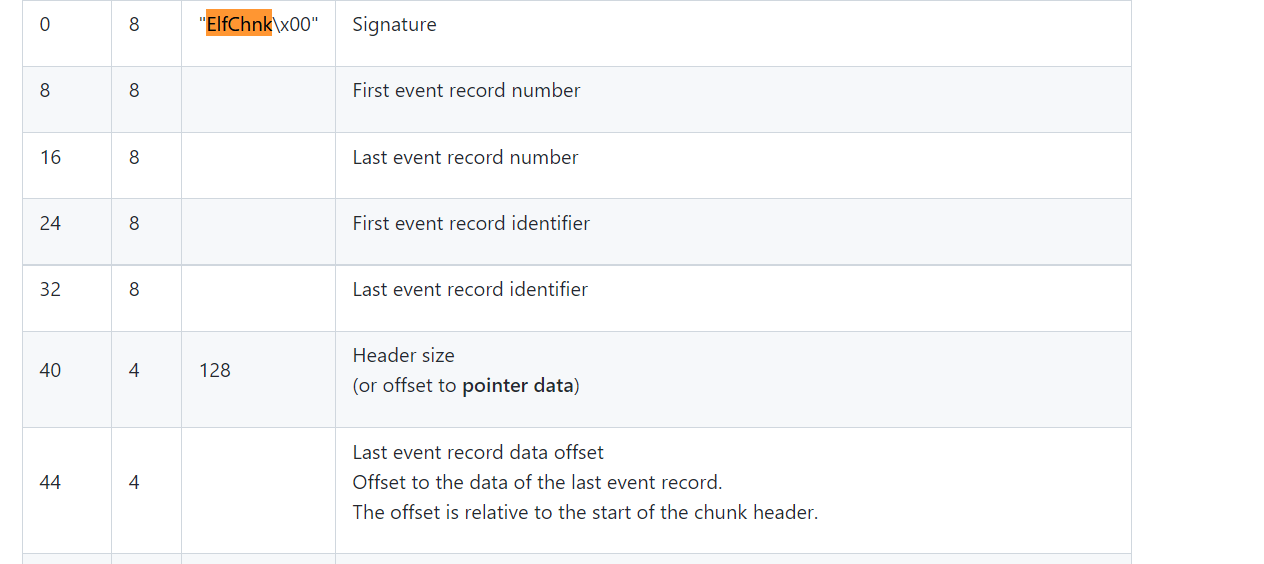 0 8 "ElfChnk\x00" Signature
8 8 First event record number
16 8 Last event record number
24 8 First event record identifier
32 8 Last event record identifier
40 4 128 Header size
(or offset to pointer data)
44 4 Last event record data offset
Offset to the data of the last event record.
The offset is relative to the start of the chunk header.